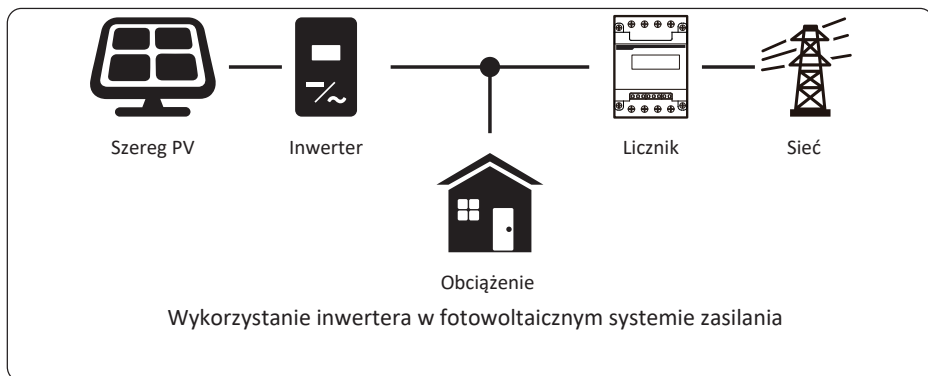 Szereg PV
Inwerter
Licznik
Sieć
Obciążenie
Wykorzystanie inwertera w fotowoltaicznym systemie zasilania